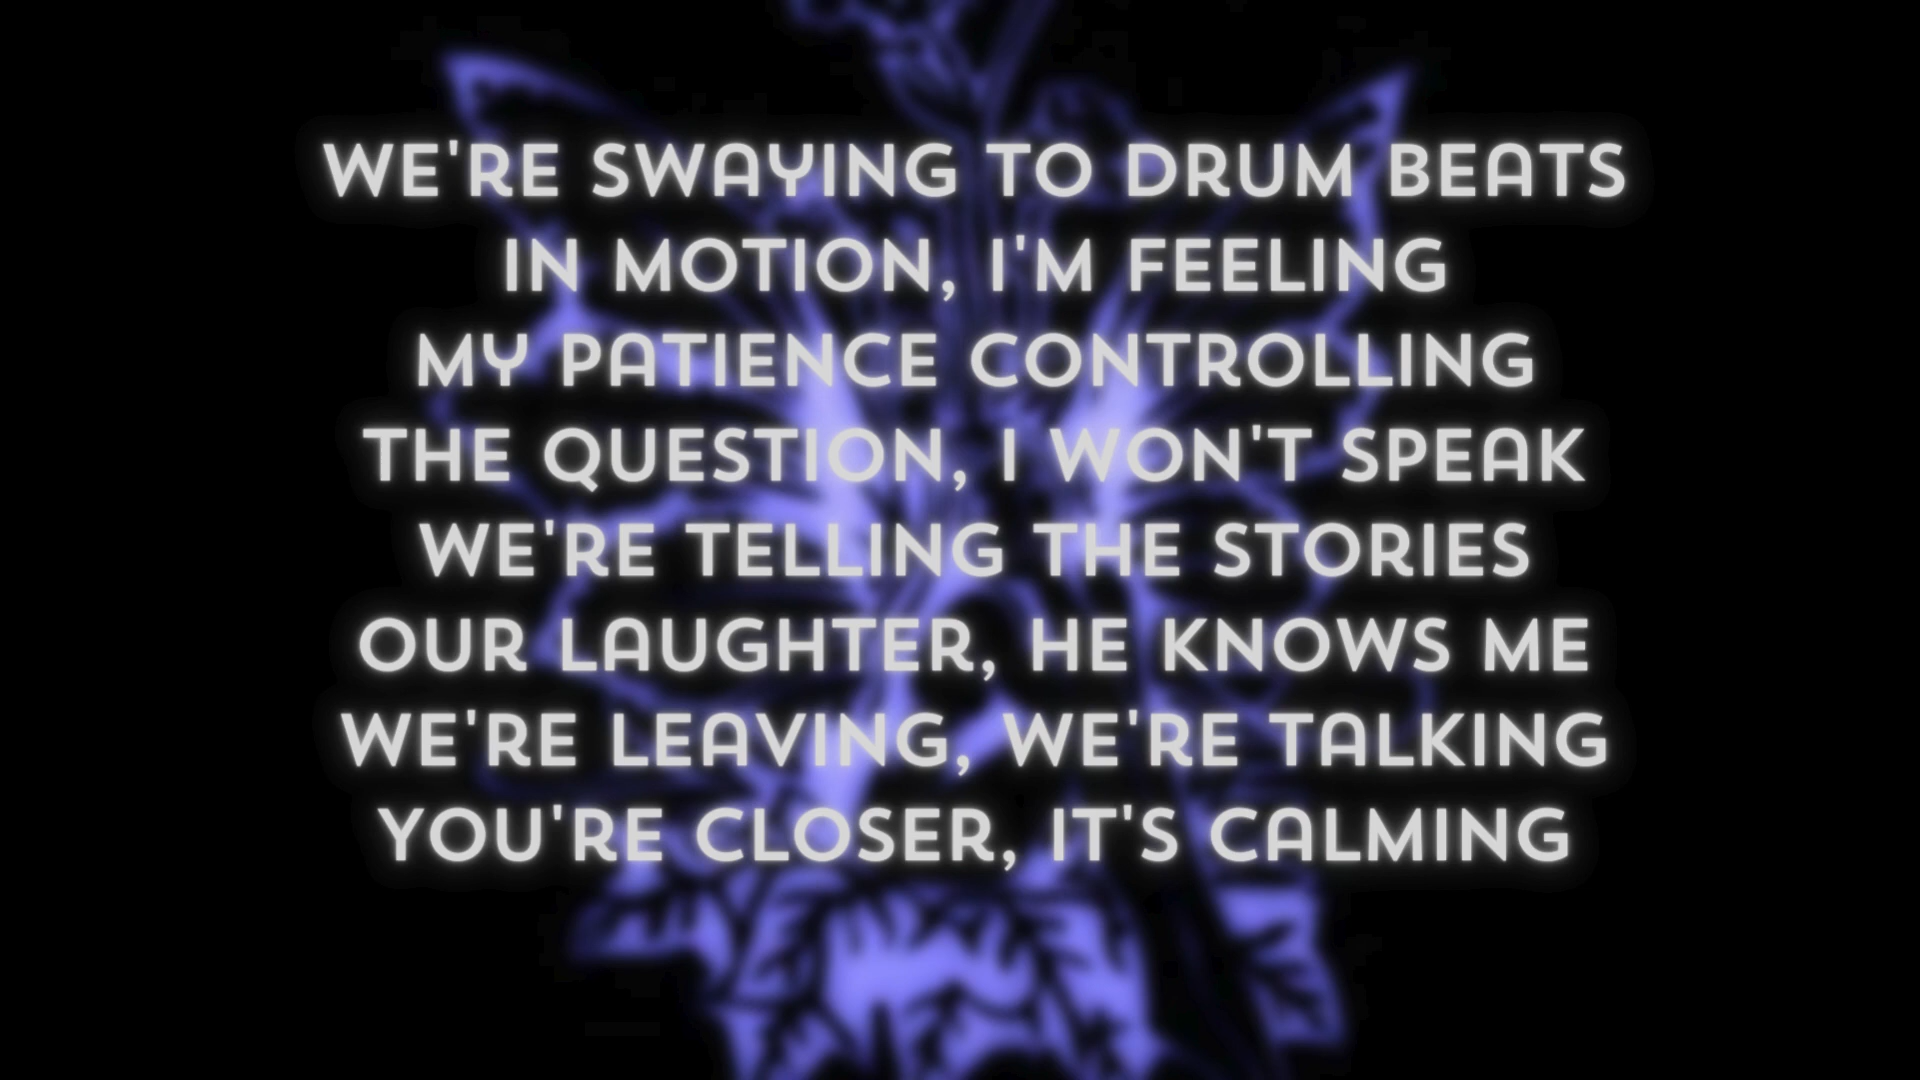 WE'RE SWAYING TO DRUM BEATS
IN MOTION, I'M FEELING
MY PATIENCE CONTROLLING
THE QUESTION, I WON'T SPEAK
WE'RE TELLING THE STORIES
OUR LAUGHTER, HE KNOWS ME
WE'RE LEAVING, WE'RE TALKING
YOU'RE CLOSER, IT'S CALMING